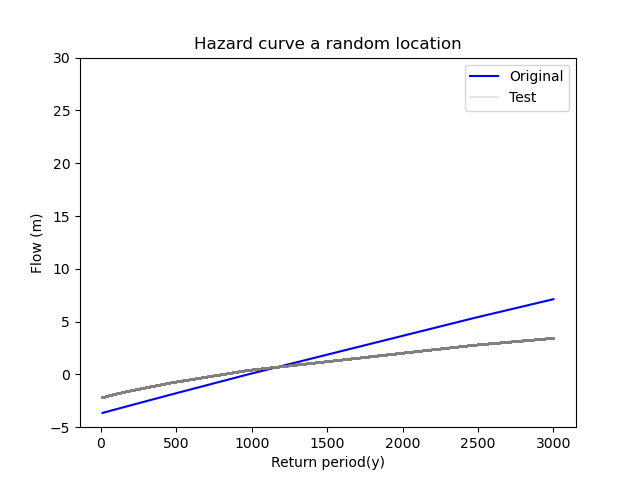 Hazard curve a random location
Original
Test
30
25
20
15
10
5
0
−5
Flow (m)
0 500 1000 1500 2000 2500 3000
Return period(y)